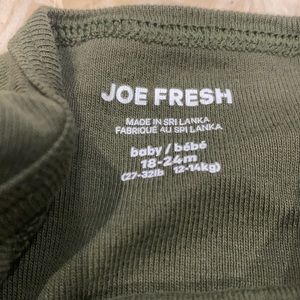 JOE FRESH
MADE IN SRI LANKA
FABRIQUÉ AU SRI LANKA
baby / bébé
18-24m
(27-32lb 12-14kg)